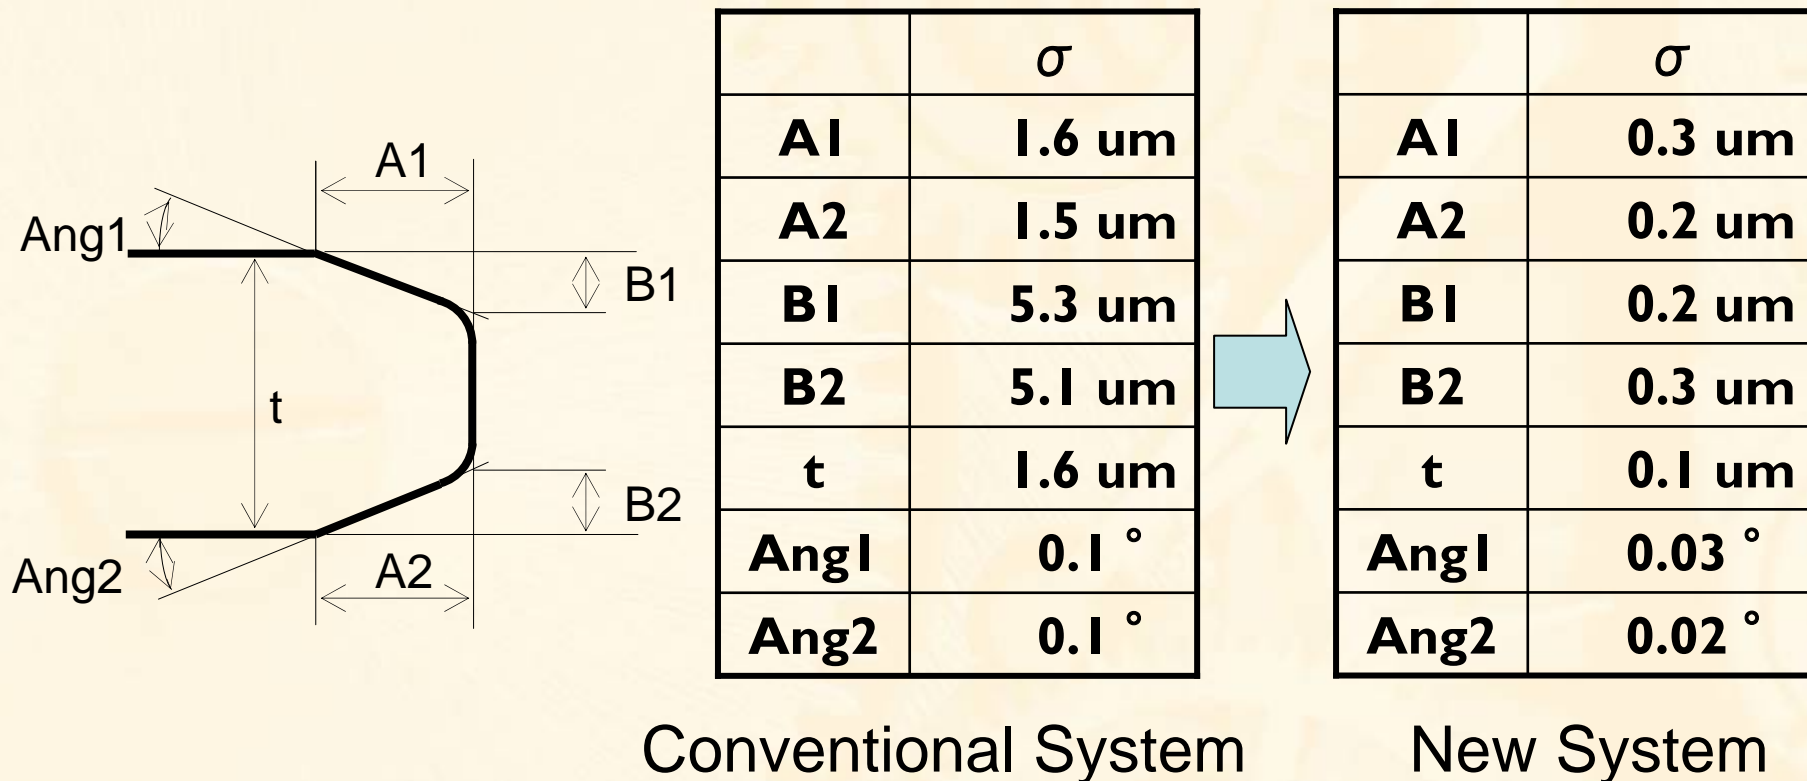 A1
Ang1
B1
t
B2
Ang2
A2
σ
A1 1.6 um
A2 1.5 um
B1 5.3 um
B2 5.1 um
t 1.6 um
Ang1 0.1 °
Ang2 0.1 °
Conventional System
σ
A1 0.3 um
A2 0.2 um
B1 0.2 um
B2 0.3 um
t 0.1 um
Ang1 0.03 °
Ang2 0.02 °
New System